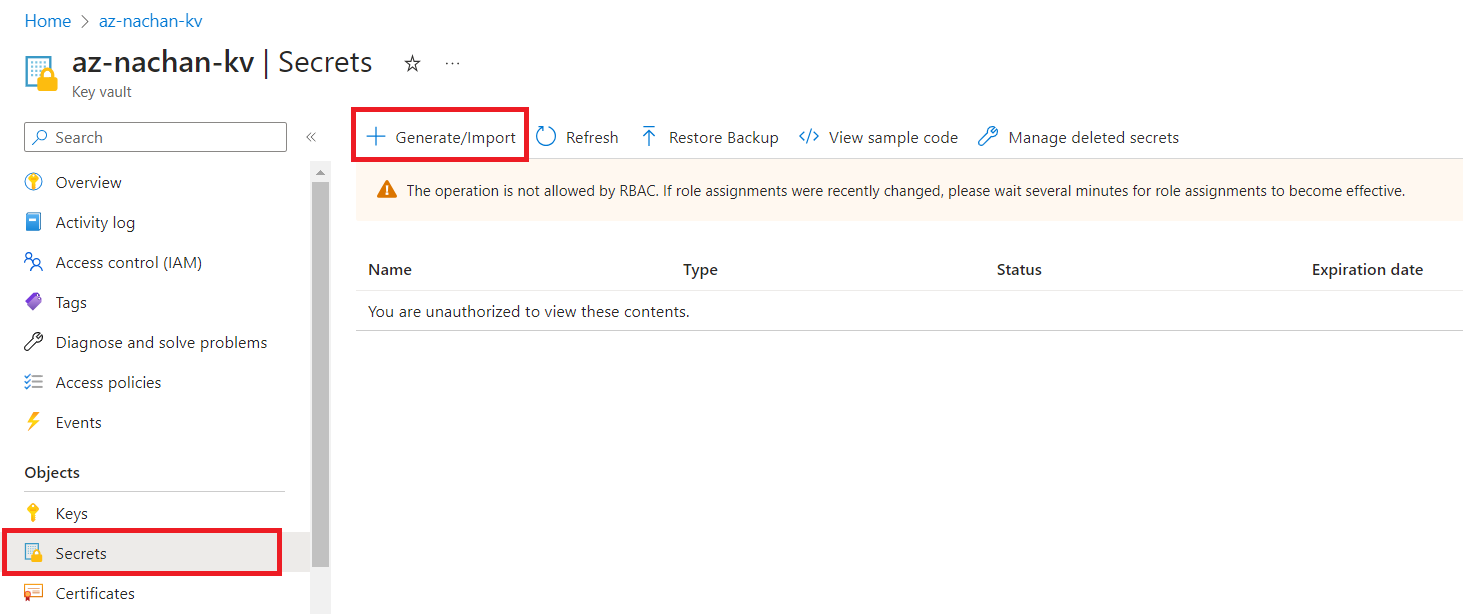 Home > az-nachan-kv
az-nachan-kv | Secrets ...
Key vault
Search «
Generate/Import Refresh Restore Backup View sample code Manage deleted secrets
The operation is not allowed by RBAC. If role assignments were recently changed, please wait several minutes for role assignments to become effective.
Name Type Status Expiration date
You are unauthorized to view these contents.
Overview
Activity log
Access control (IAM)
Tags
Diagnose and solve problems
Access policies
Events
Objects
Keys
Secrets
Certificates